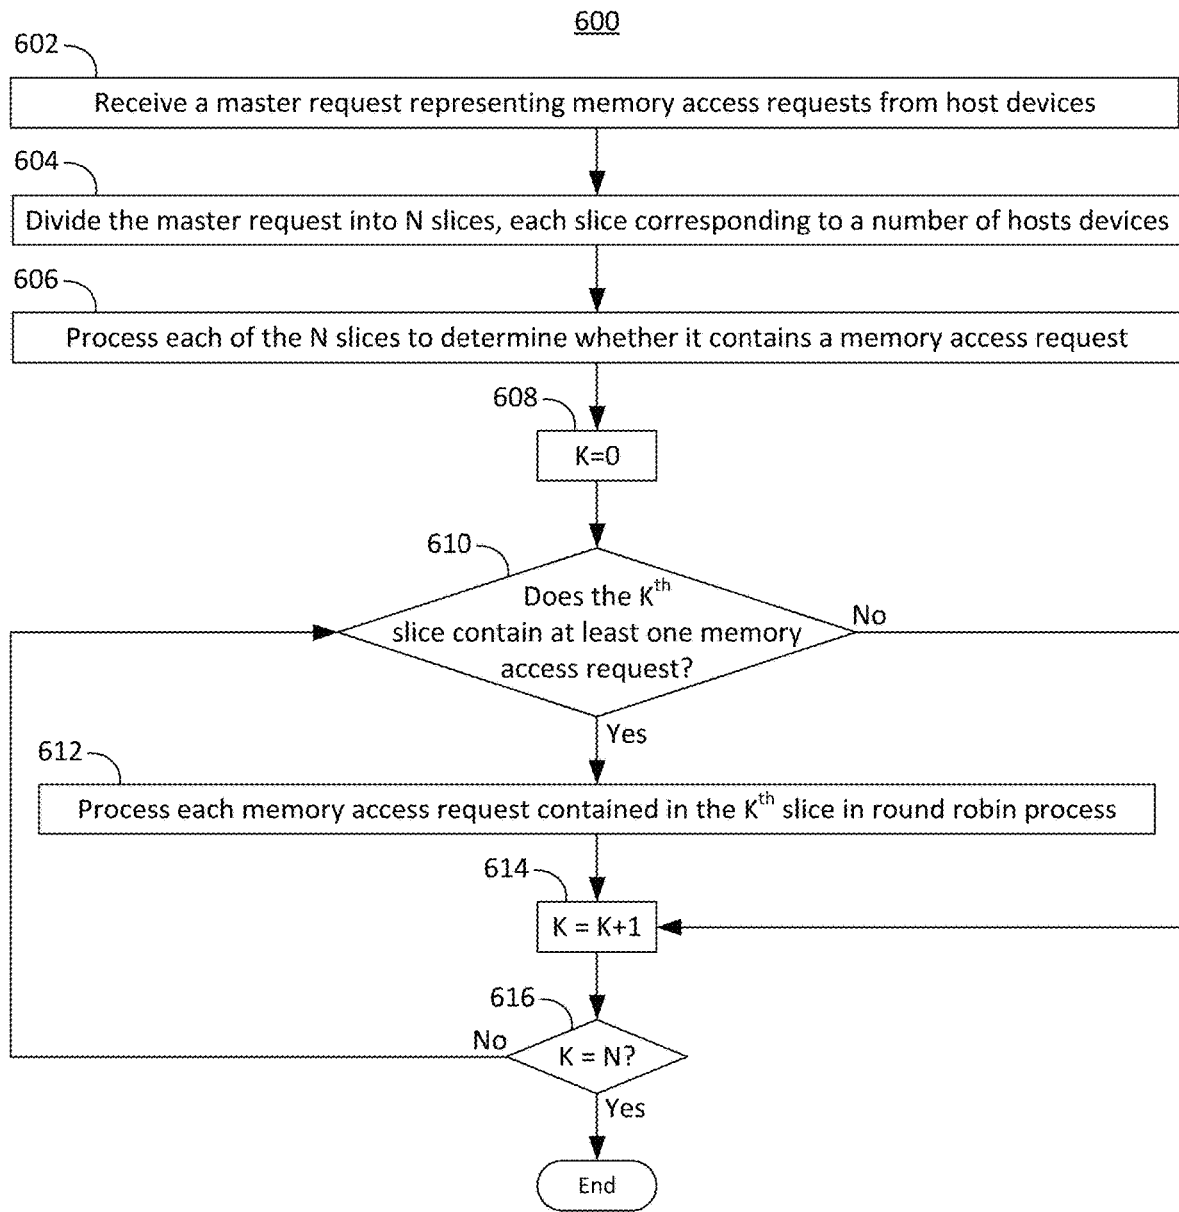 600
602
Receive a master request representing memory access requests from host devices
604
Divide the master request into N slices, each slice corresponding to a number of hosts devices
606
Process each of the N slices to determine whether it contains a memory access request
608
K=0
610
Does the Kth
slice contain at least one memory
access request?
No
Yes
612
Process each memory access request contained in the Kth slice in round robin process
614
K = K+1
616
No
K = N?
Yes
End